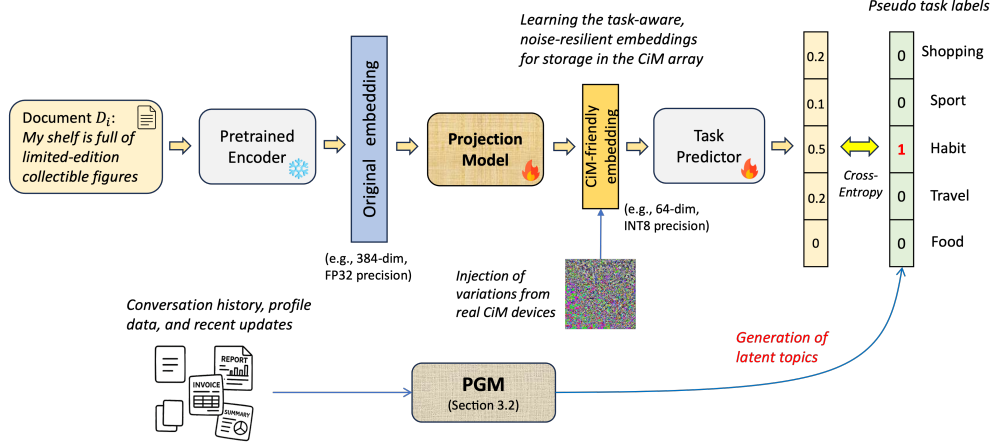 Pseudo task labels
Learning the task-aware,
noise-resilient embeddings
for storage in the CiM array
Document Dᵢ:
My shelf is full of
limited-edition
collectible figures
Pretrained
Encoder
Original embedding
(e.g., 384-dim,
FP32 precision)
Projection
Model
CiM-friendly
embedding
(e.g., 64-dim,
INT8 precision)
Task
Predictor
0.2
0.1
0.5
0.2
0
Cross-
Entropy
0
0
1
0
0
Shopping
Sport
Habit
Travel
Food
Injection of
variations from
real CiM devices
Conversation history, profile
data, and recent updates
REPORT
INVOICE
SUMMARY
PGM
(Section 3.2)
Generation of
latent topics